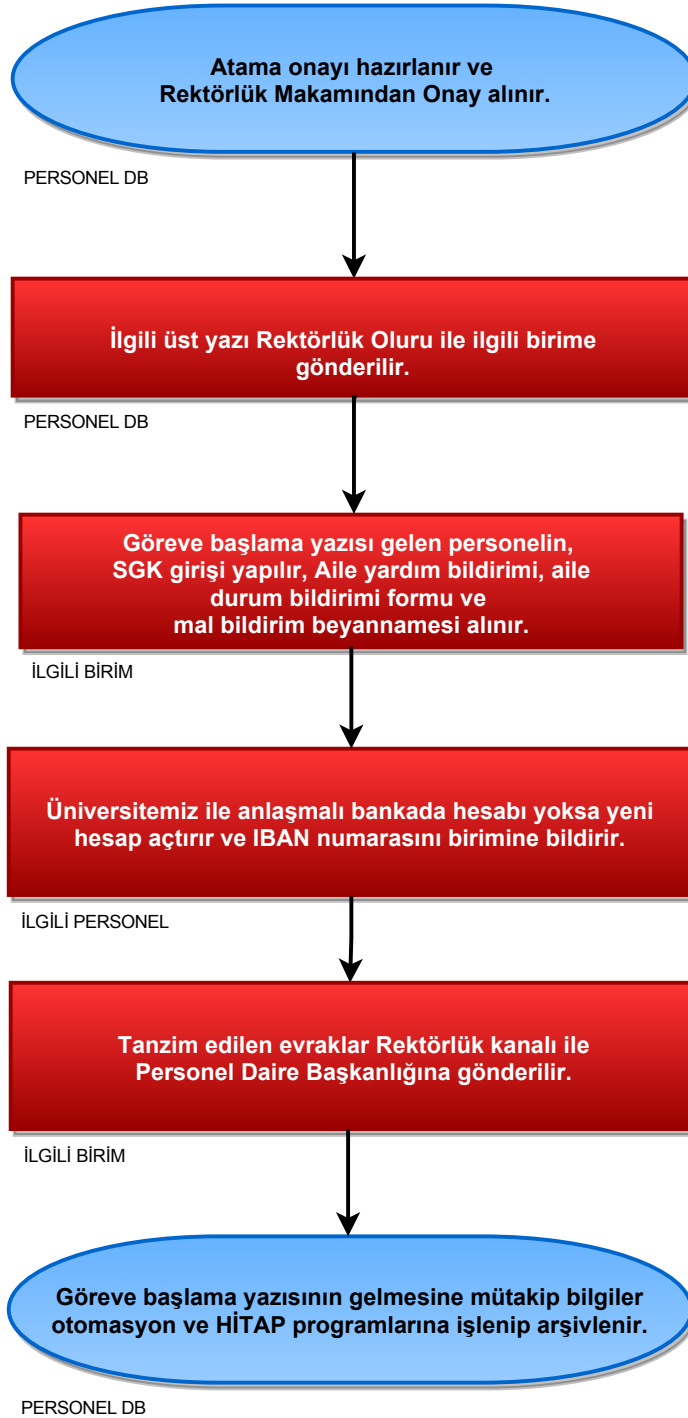 Atama onayı hazırlanır ve
Rektörlük Makamından Onay alınır.
PERSONEL DB
İlgili üst yazı Rektörlük Oluru ile ilgili birime
gönderilir.
PERSONEL DB
Göreve başlama yazısı gelen personelin,
SGK girişi yapılır, Aile yardım bildirimi, aile
durum bildirimi formu ve
mal bildirim beyannamesi alınır.
İLGİLİ BİRİM
Üniversitemiz ile anlaşmalı bankada hesabı yoksa yeni
hesap açtırır ve IBAN numarasını birimine bildirir.
İLGİLİ PERSONEL
Tanzim edilen evraklar Rektörlük kanalı ile
Personel Daire Başkanlığına gönderilir.
İLGİLİ BİRİM
Göreve başlama yazısının gelmesine mütakip bilgiler
otomasyon ve HİTAP programlarına işlenip arşivlenir.
PERSONEL DB